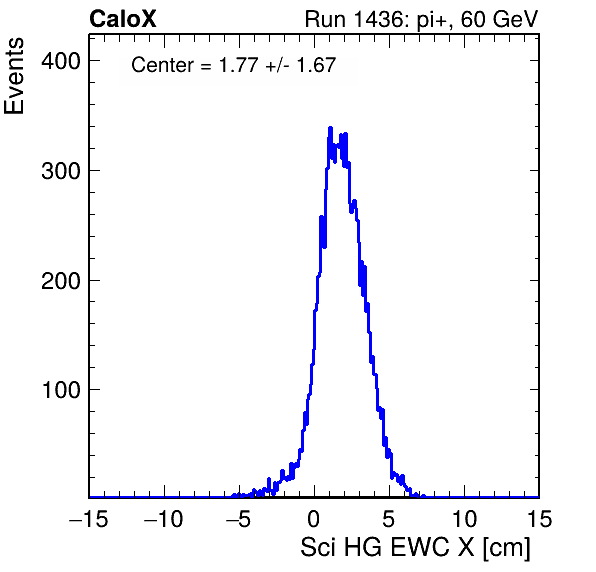 CaloX Run 1436: pi+, 60 GeV
Center = 1.77 +/- 1.67
Events
400
300
200
100
−15 −10 −5 0 5 10 15
Sci HG EWC X [cm]